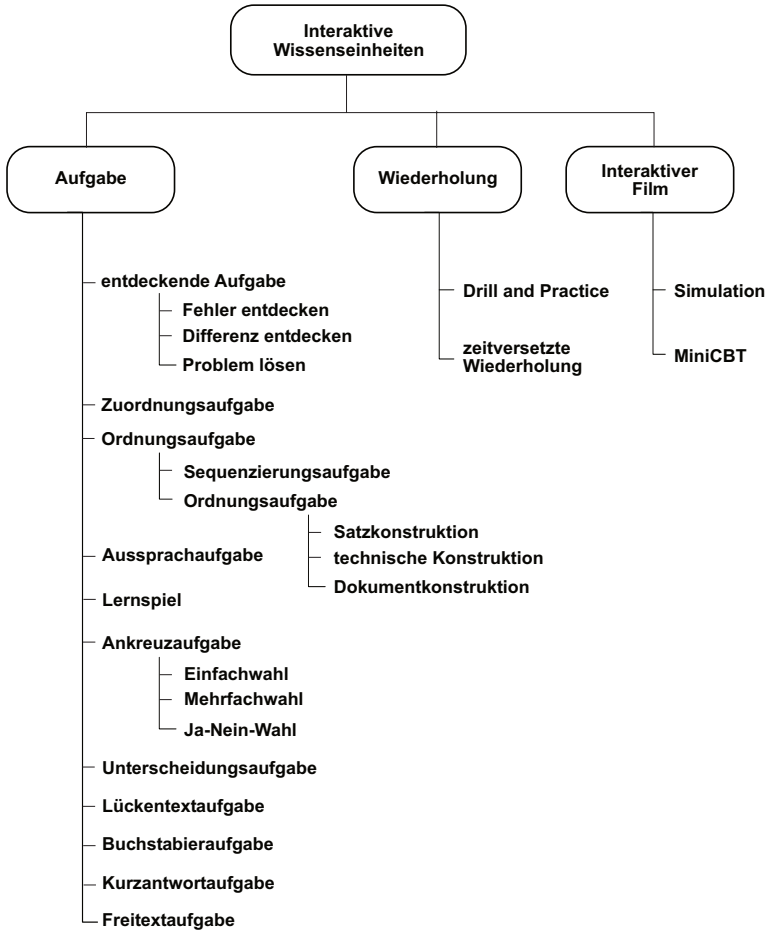 Interaktive
Wissenseinheiten
Aufgabe
Wiederholung
Interaktiver
Film
entdeckende Aufgabe
Fehler entdecken
Differenz entdecken
Problem lösen
Zuordnungsaufgabe
Ordnungsaufgabe
Sequenzierungsaufgabe
Ordnungsaufgabe
Satzkonstruktion
technische Konstruktion
Dokumentkonstruktion
Aussprachaufgabe
Lernspiel
Ankreuzaufgabe
Einfachwahl
Mehrfachwahl
Ja-Nein-Wahl
Unterscheidungsaufgabe
Lückentextaufgabe
Buchstabieraufgabe
Kurzantwortaufgabe
Freitextaufgabe
Drill and Practice
zeitversetzte
Wiederholung
Simulation
MiniCBT